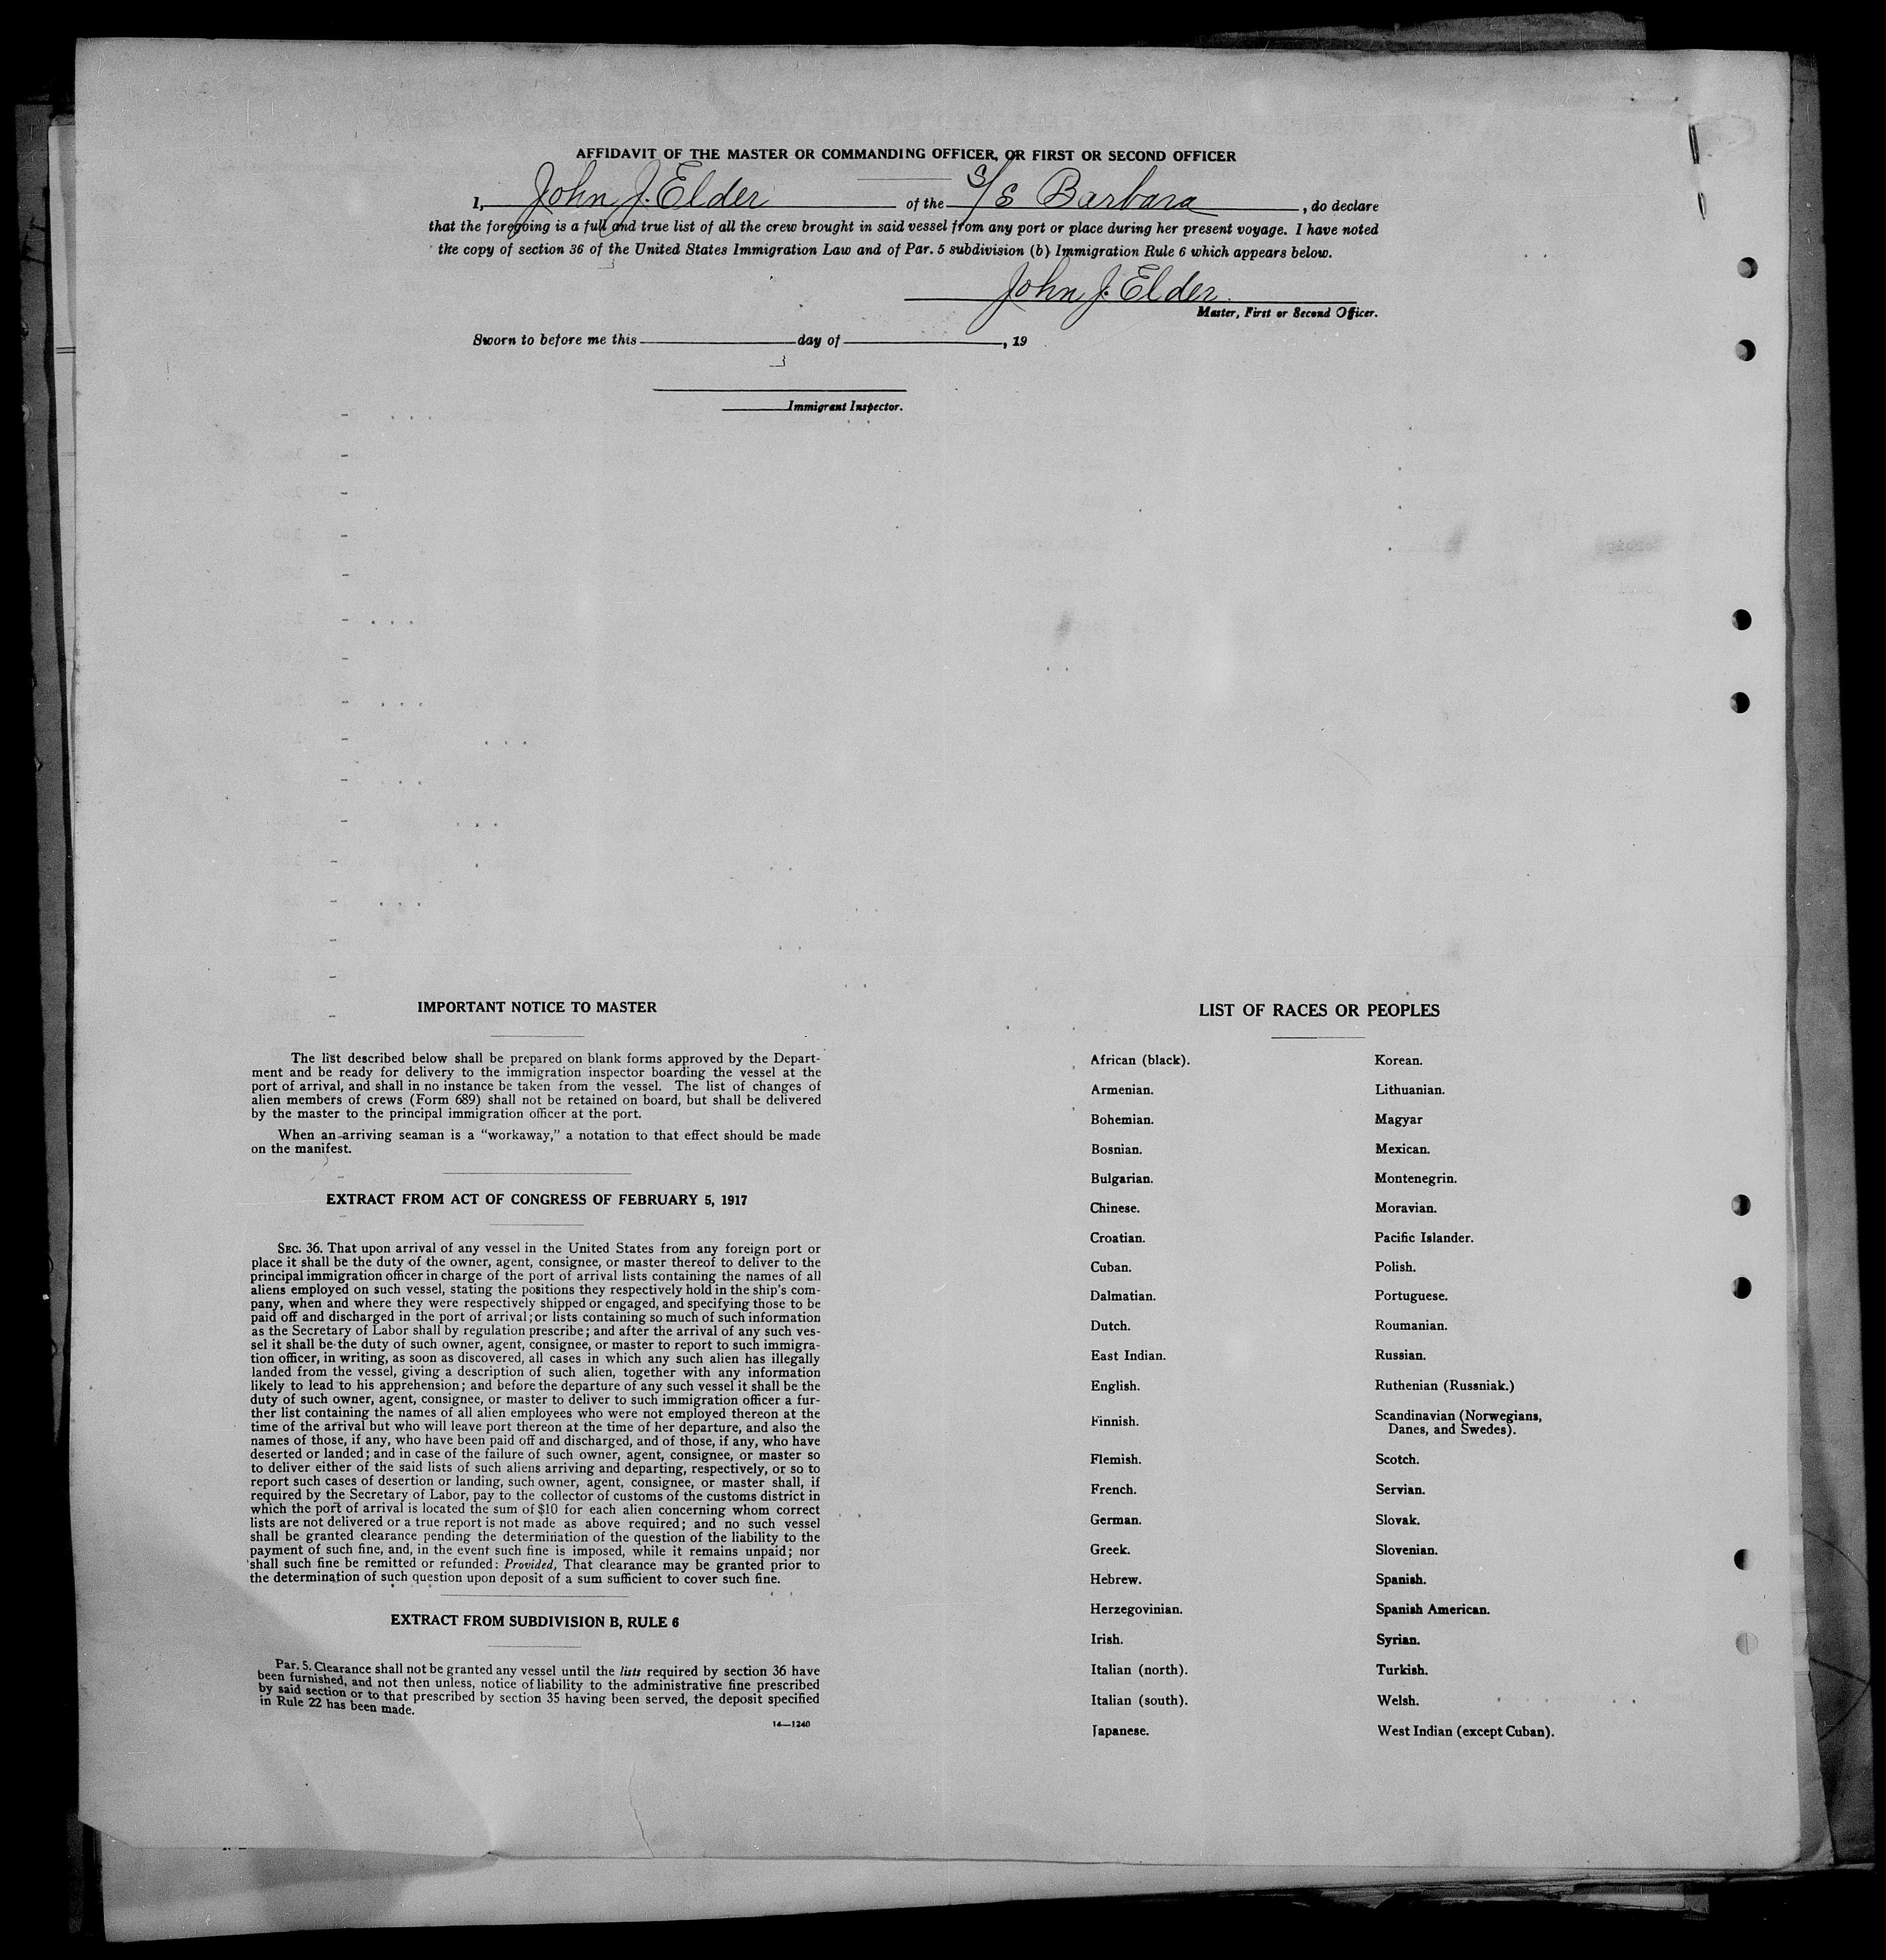 AFFIDAVIT OF THE MASTER OR COMMANDING OFFICER, OR FIRST OR SECOND OFFICER
I, John J. Elder of the S/S Barbara, do declare
that the foregoing is a full and true list of all the crew brought in said vessel from any port or place during her present voyage. I have noted
the copy of section 36 of the United States Immigration Law and of Par. 5 subdivision (b) Immigration Rule 6 which appears below.
John J. Elder
Master, First or Second Officer.
Sworn to before me this day of , 19
Immigrant Inspector.
IMPORTANT NOTICE TO MASTER
The list described below shall be prepared on blank forms approved by the Depart-
ment and be ready for delivery to the immigration inspector boarding the vessel at the
port of arrival, and shall in no instance be taken from the vessel. The list of changes of
alien members of crews (Form 689) shall not be retained on board, but shall be delivered
by the master to the principal immigration officer at the port.
When an arriving seaman is a "workaway," a notation to that effect should be made
on the manifest.
EXTRACT FROM ACT OF CONGRESS OF FEBRUARY 5, 1917
SEC. 36. That upon arrival of any vessel in the United States from any foreign port or
place it shall be the duty of the owner, agent, consignee, or master thereof to deliver to the
principal immigration officer in charge of the port of arrival lists containing the names of all
aliens employed on such vessel, stating the positions they respectively hold in the ship's com-
pany, when and where they were respectively shipped or engaged, and specifying those to be
paid off and discharged in the port of arrival; or lists containing so much of such information
as the Secretary of Labor shall by regulation prescribe; and after the arrival of any such ves-
sel it shall be the duty of such owner, agent, consignee, or master to report to such immigra-
tion officer, in writing, as soon as discovered, all cases in which any such alien has illegally
landed from the vessel, giving a description of such alien, together with any information
likely to lead to his apprehension; and before the departure of any such vessel it shall be the
duty of such owner, agent, consignee, or master to deliver to such immigration officer a fur-
ther list containing the names of all alien employees who were not employed thereon at the
time of the arrival but who will leave port thereon at the time of her departure, and also the
names of those, if any, who have been paid off and discharged, and of those, if any, who have
deserted or landed; and in case of the failure of such owner, agent, consignee, or master so
to deliver either of the said lists of such aliens arriving and departing, respectively, or so to
report such cases of desertion or landing, such owner, agent, consignee, or master shall, if
required by the Secretary of Labor, pay to the collector of customs of the customs district in
which the port of arrival is located the sum of $10 for each alien concerning whom correct
lists are not delivered or a true report is not made as above required; and no such vessel
shall be granted clearance pending the determination of the question of the liability to the
payment of such fine, and, in the event such fine is imposed, while it remains unpaid; nor
shall such fine be remitted or refunded: Provided, That clearance may be granted prior to
the determination of such question upon deposit of a sum sufficient to cover such fine.
EXTRACT FROM SUBDIVISION B, RULE 6
Par. 5. Clearance shall not be granted any vessel until the lists required by section 36 have
been furnished, and not then unless, notice of liability to the administrative fine prescribed
by said section or to that prescribed by section 35 having been served, the deposit specified
in Rule 22 has been made.
14—1240
LIST OF RACES OR PEOPLES
African (black).
Armenian.
Bohemian.
Bosnian.
Bulgarian.
Chinese.
Croatian.
Cuban.
Dalmatian.
Dutch.
East Indian.
English.
Finnish.
Flemish.
French.
German.
Greek.
Hebrew.
Herzegovinian.
Irish.
Italian (north).
Italian (south).
Japanese.
Korean.
Lithuanian.
Magyar
Mexican.
Montenegrin.
Moravian.
Pacific Islander.
Polish.
Portuguese.
Roumanian.
Russian.
Ruthenian (Russniak.)
Scandinavian (Norwegians,
Danes, and Swedes).
Scotch.
Servian.
Slovak.
Slovenian.
Spanish.
Spanish American.
Syrian.
Turkish.
Welsh.
West Indian (except Cuban).